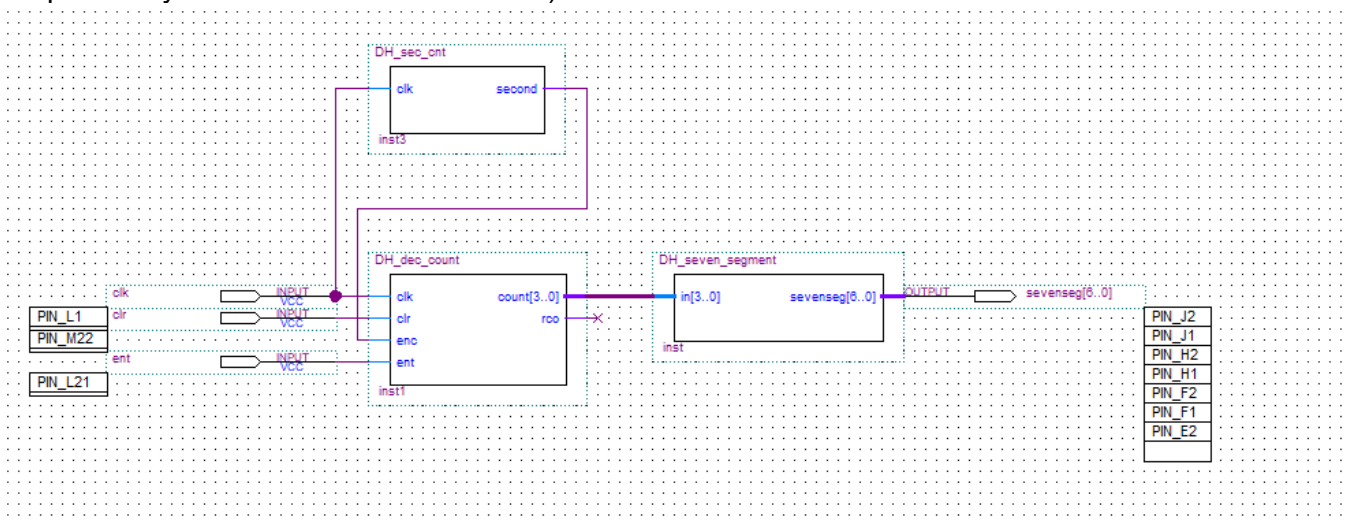 DH_sec_cnt
clk second
inst3
DH_dec_count
clk count[3..0]
clr rco
enc
ent
inst1
DH_seven_segment
in[3..0] sevenseg[6..0]
inst
clk INPUT VCC
PIN_L1
clr INPUT VCC
PIN_M22
ent INPUT VCC
PIN_L21
OUTPUT sevenseg[6..0]
PIN_J2
PIN_J1
PIN_H2
PIN_H1
PIN_F2
PIN_F1
PIN_E2